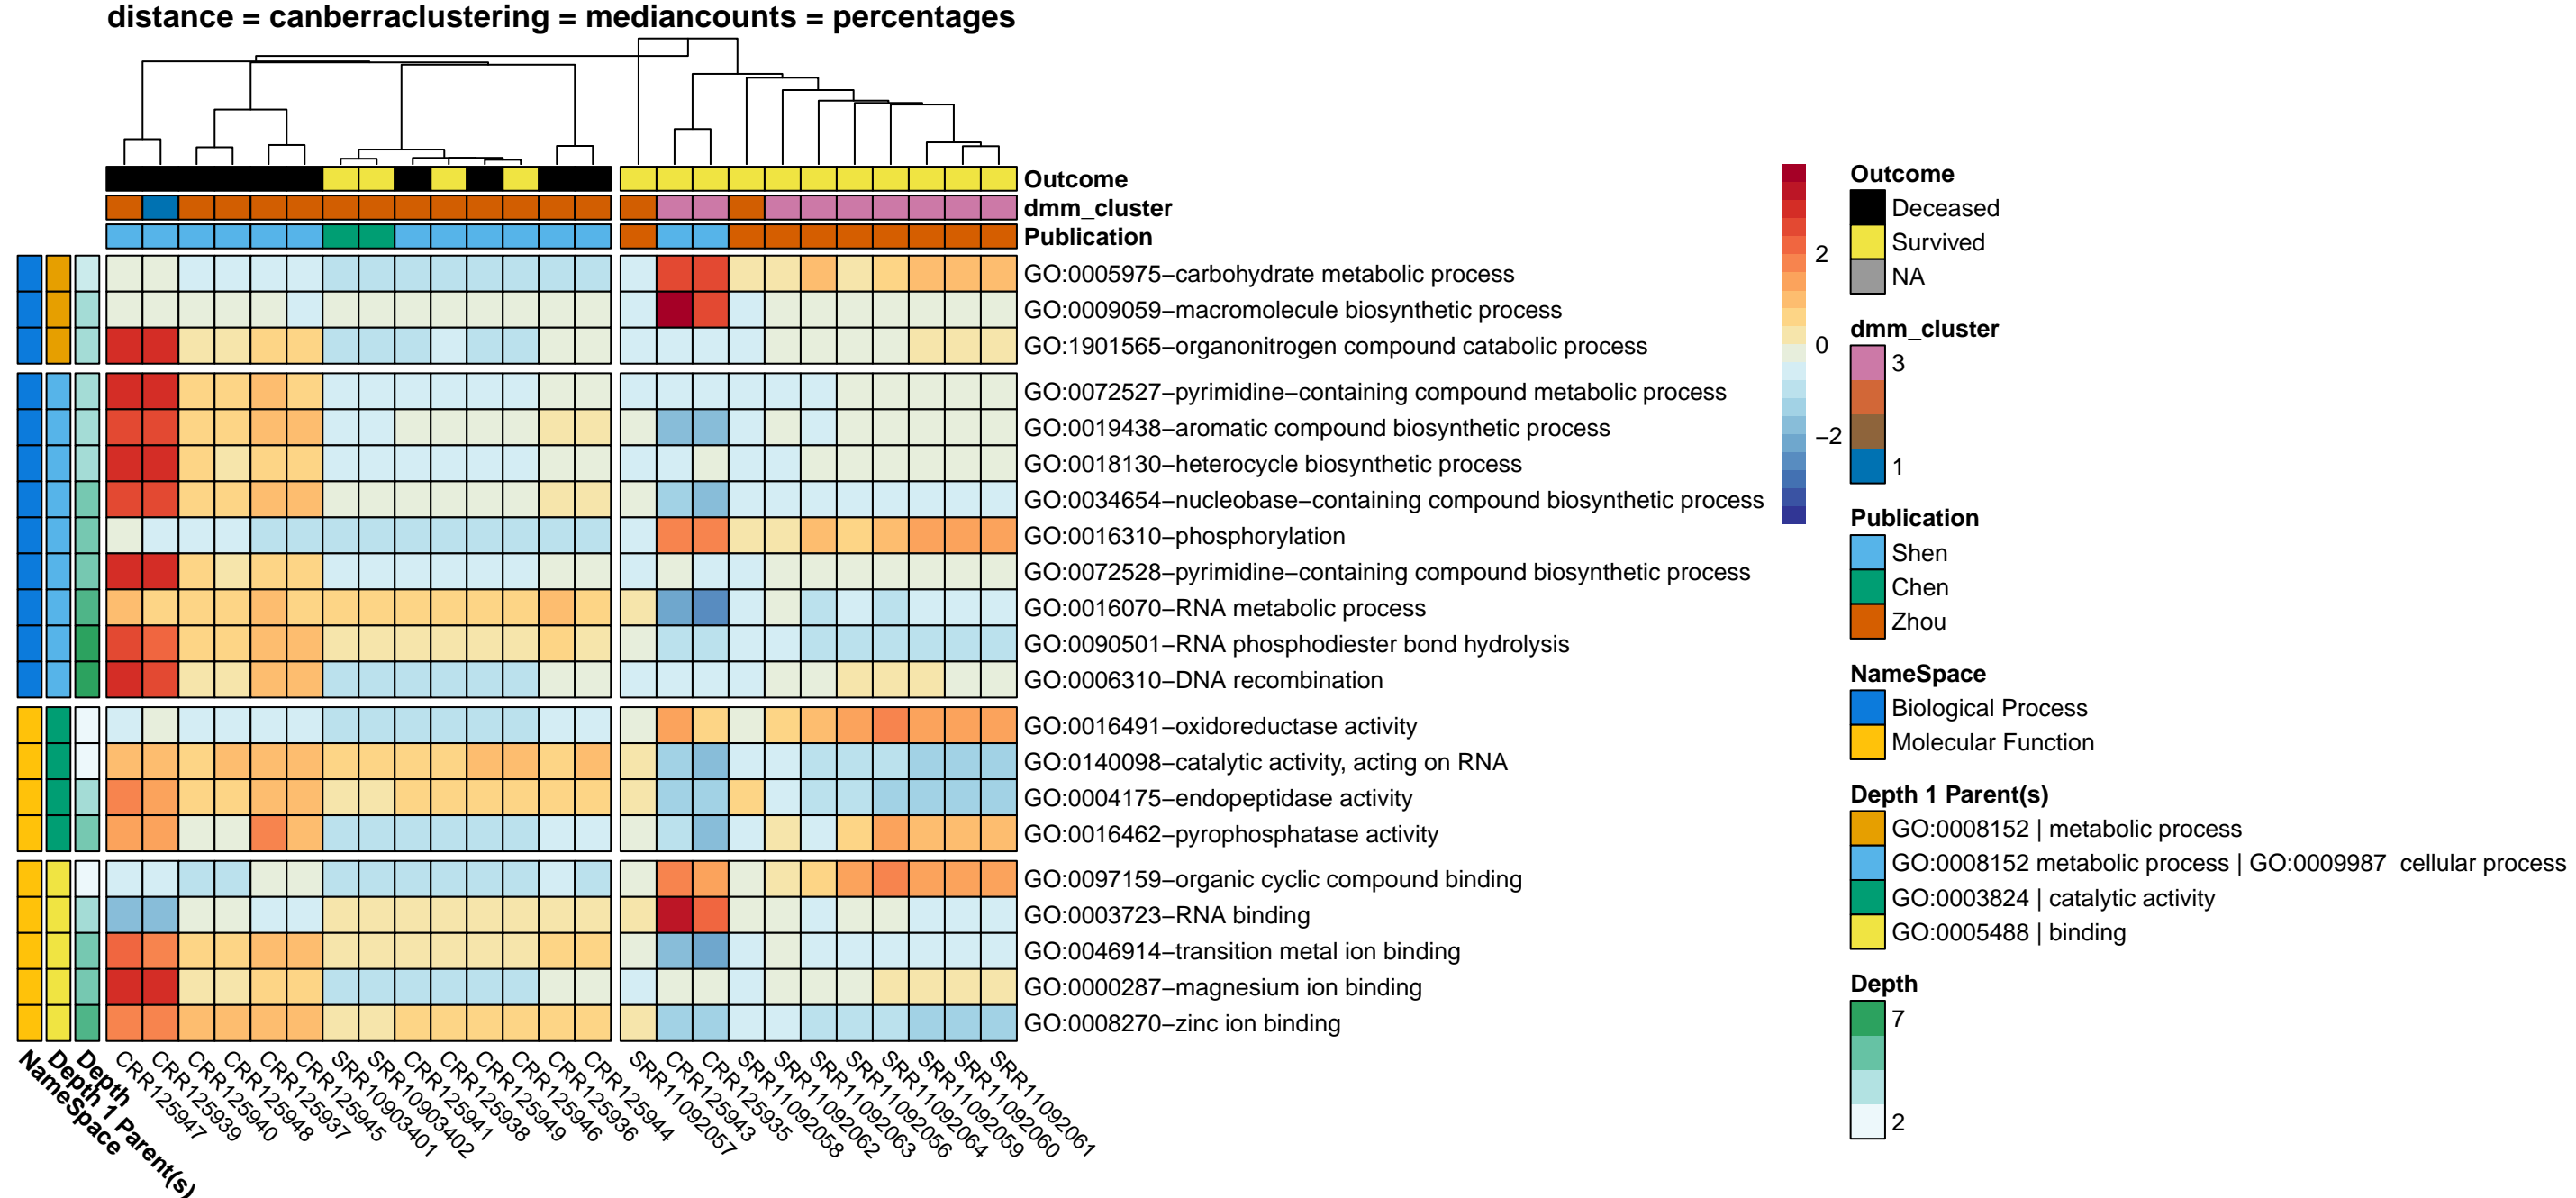 distance = canberraclustering = mediancounts = percentages
Outcome
dmm_cluster
Publication
GO:0005975−carbohydrate metabolic process
GO:0009059−macromolecule biosynthetic process
GO:1901565−organonitrogen compound catabolic process
GO:0072527−pyrimidine−containing compound metabolic process
GO:0019438−aromatic compound biosynthetic process
GO:0018130−heterocycle biosynthetic process
GO:0034654−nucleobase−containing compound biosynthetic process
GO:0016310−phosphorylation
GO:0072528−pyrimidine−containing compound biosynthetic process
GO:0016070−RNA metabolic process
GO:0090501−RNA phosphodiester bond hydrolysis
GO:0006310−DNA recombination
GO:0016491−oxidoreductase activity
GO:0140098−catalytic activity, acting on RNA
GO:0004175−endopeptidase activity
GO:0016462−pyrophosphatase activity
GO:0097159−organic cyclic compound binding
GO:0003723−RNA binding
GO:0046914−transition metal ion binding
GO:0000287−magnesium ion binding
GO:0008270−zinc ion binding
NameSpace
Depth 1 Parent(s)
Depth
CRR125947
CRR125939
CRR125940
CRR125948
CRR125937
CRR125945
SRR10903401
SRR10903402
CRR125941
CRR125938
CRR125949
CRR125946
CRR125936
CRR125944
SRR11092057
CRR125943
CRR125935
SRR11092058
SRR11092062
SRR11092063
SRR11092056
SRR11092064
SRR11092059
SRR11092060
SRR11092061
2
0
−2
Outcome
Deceased
Survived
NA
dmm_cluster
3
1
Publication
Shen
Chen
Zhou
NameSpace
Biological Process
Molecular Function
Depth 1 Parent(s)
GO:0008152 | metabolic process
GO:0008152 metabolic process | GO:0009987 cellular process
GO:0003824 | catalytic activity
GO:0005488 | binding
Depth
7
2